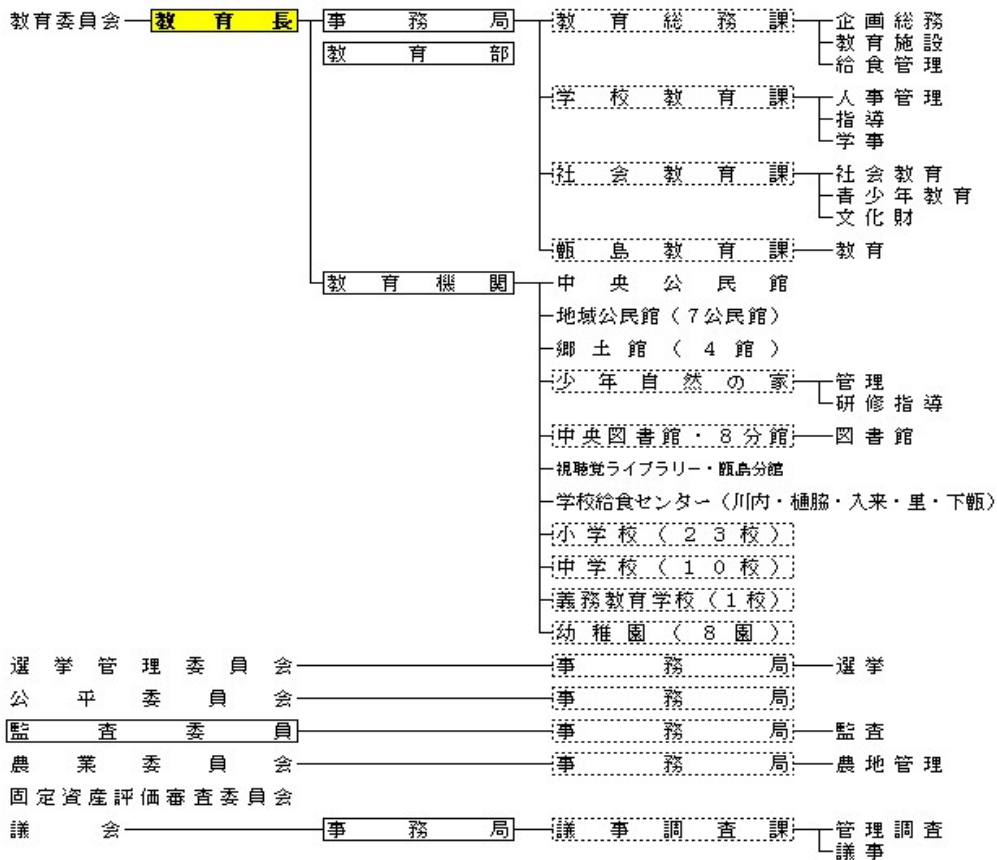 教育委員会 教育長 事務局 教育総務課 企画総務
教育部 教育施設
給食管理
学校教育課 人事管理
指導
学事
社会教育課 社会教育
青少年教育
文化財
甑島教育課 教育
教育機関 中央公民館
地域公民館(7公民館)
郷土館(4館)
少年自然の家 管理
研修指導
中央図書館・8分館 図書館
視聴覚ライブラリー・甑島分館
学校給食センター(川内・樋脇・入来・里・下甑)
小学校(23校)
中学校(10校)
義務教育学校(1校)
幼稚園(8園)
選挙管理委員会 事務局 選挙
公平委員会 事務局
監査委員 事務局 監査
農業委員会 事務局 農地管理
固定資産評価審査委員会
議会 事務局 議事調査課 管理調査
議事